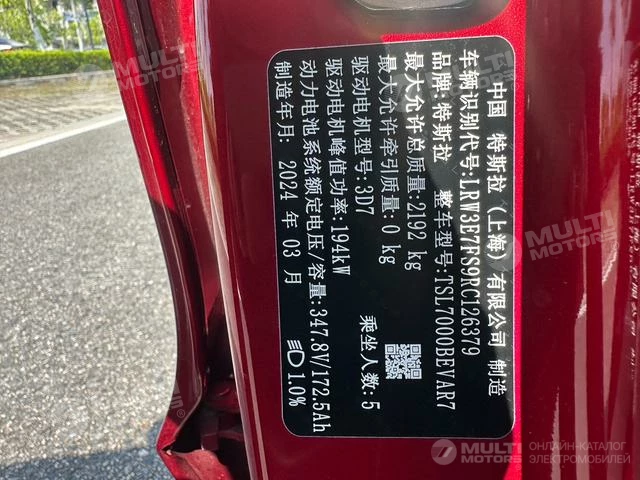 中国 特斯拉（上海）有限公司 制造
车辆识别代号:LRW3E7FS9RC126379
品牌:特斯拉 整车型号:TSL7000BEVAR7
最大允许总质量:2192 kg
最大允许牵引质量:0 kg 乘坐人数:5
驱动电机型号:3D7
驱动电机峰值功率:194kW
动力电池系统额定电压/容量:347.8V/172.5Ah
制造年月: 2024 年 03 月 1.0%
MULTI MOTORS
MULTI MOTORS
MULTI MOTORS
MULTI MOTORS ОНЛАЙН-КАТАЛОГ
ЭЛЕКТРОМОБИЛЕЙ